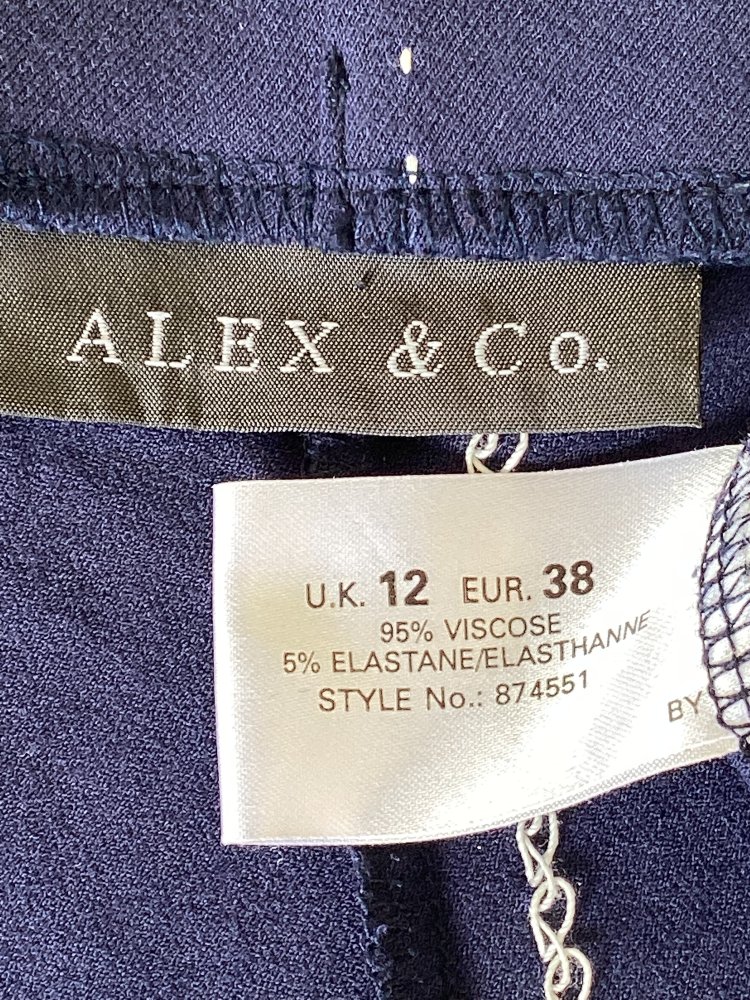 ALEX & Co.
U.K. 12 EUR. 38
95% VISCOSE
5% ELASTANE/ELASTHANNE
STYLE No.: 874551
BY